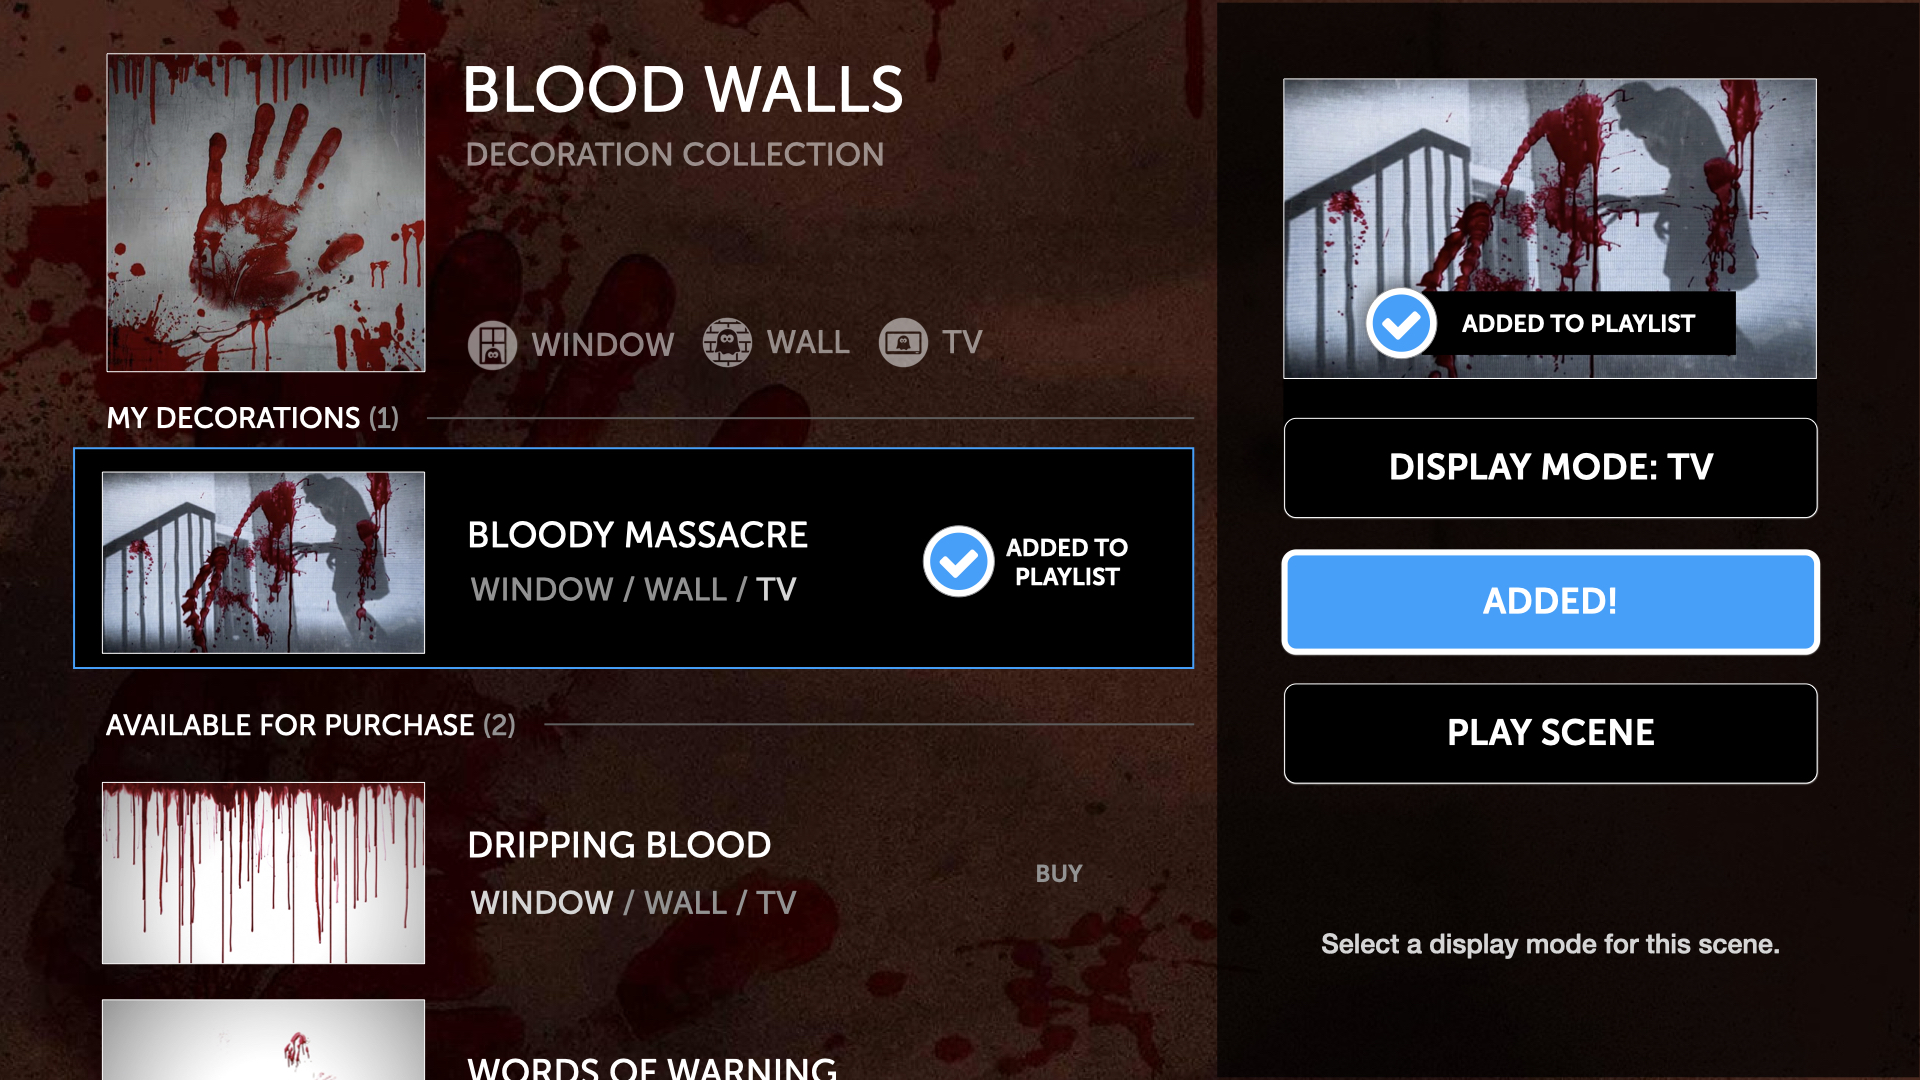 BLOOD WALLS
DECORATION COLLECTION
WINDOW
WALL
TV
MY DECORATIONS (1)
BLOODY MASSACRE
WINDOW / WALL / TV
ADDED TO
PLAYLIST
AVAILABLE FOR PURCHASE (2)
DRIPPING BLOOD
WINDOW / WALL / TV
BUY
WORDS OF WARNING
ADDED TO PLAYLIST
DISPLAY MODE: TV
ADDED!
PLAY SCENE
Select a display mode for this scene.